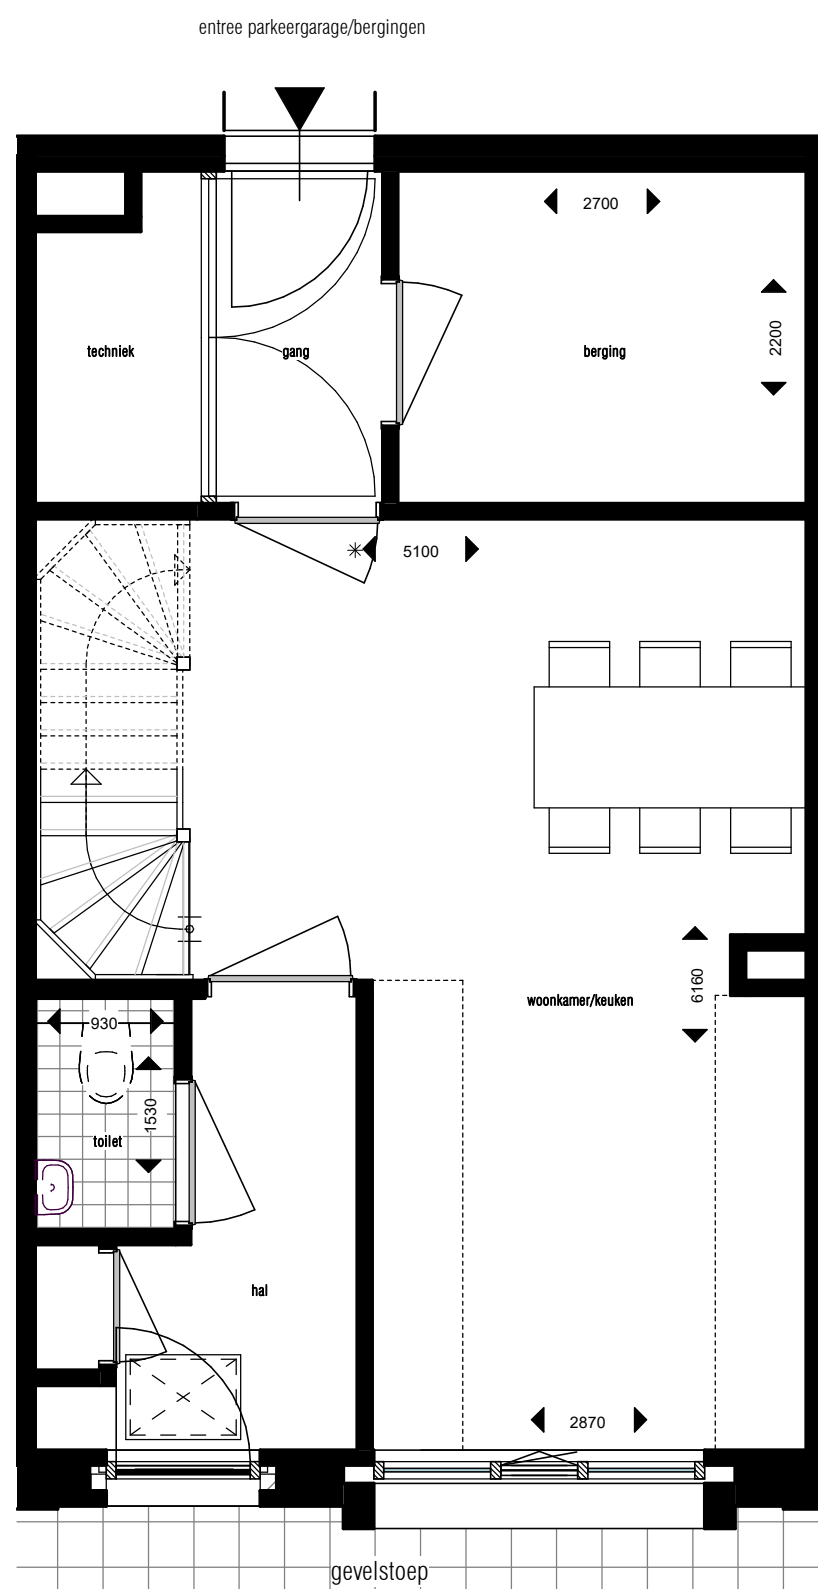 entree parkeergarage/bergingen
2700
2200
techniek
gang
berging
5100
woonkamer/keuken
6160
930
1530
toilet
hal
2870
gevelstoep